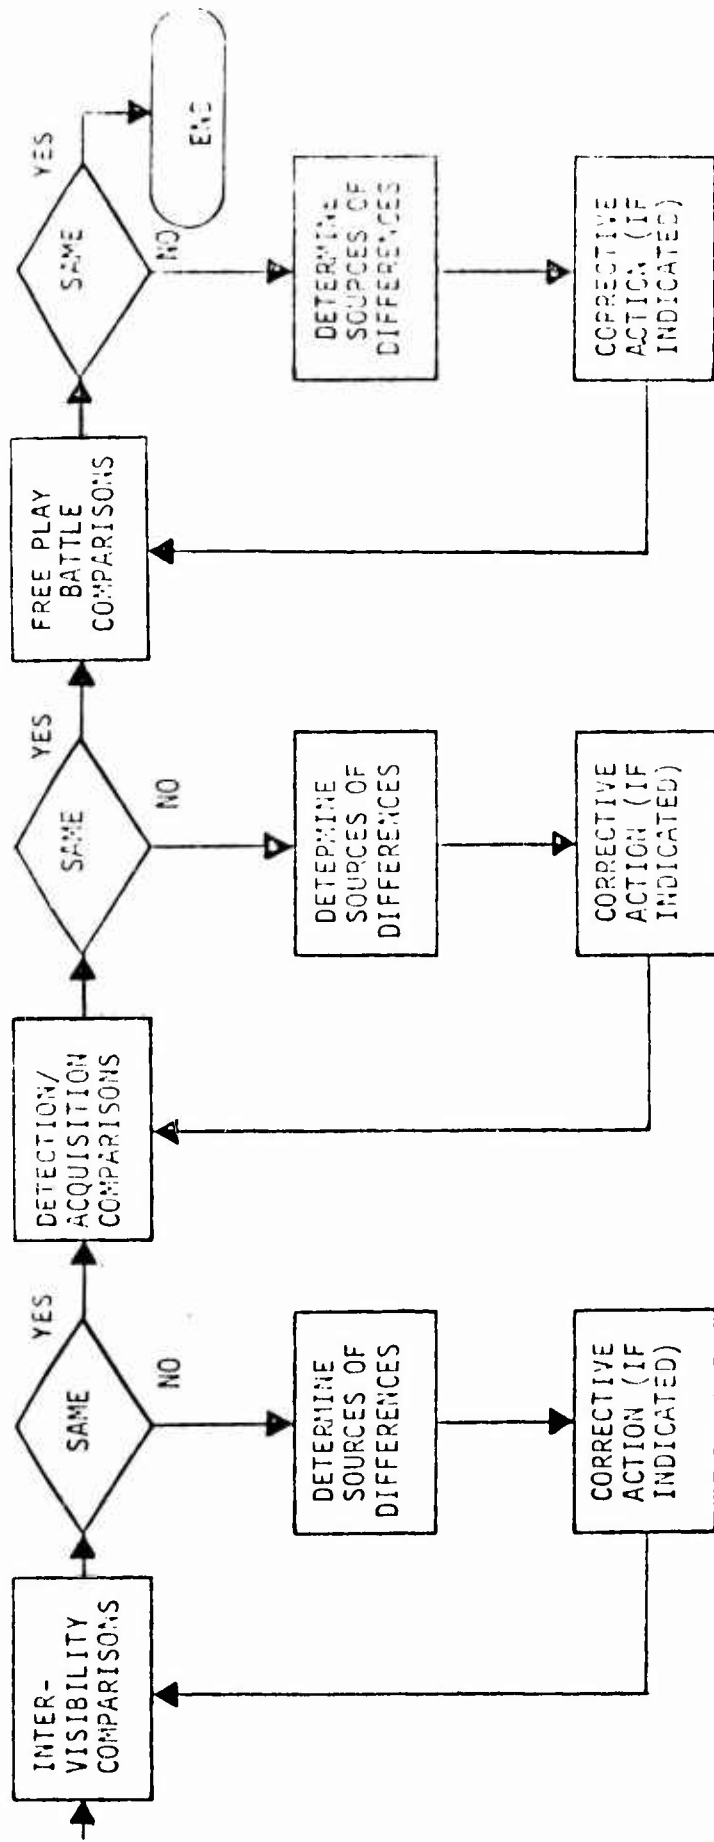 INTER-
VISIBILITY
COMPARISONS
SAME
YES
NO
DETERMINE
SOURCES OF
DIFFERENCES
CORRECTIVE
ACTION (IF
INDICATED)
DETECTION/
ACQUISITION
COMPARISONS
SAME
YES
NO
DETERMINE
SOURCES OF
DIFFERENCES
CORRECTIVE
ACTION (IF
INDICATED)
FREE PLAY
BATTLE
COMPARISONS
SAME
YES
NO
END
DETERMINE
SOURCES OF
DIFFERENCES
CORRECTIVE
ACTION (IF
INDICATED)